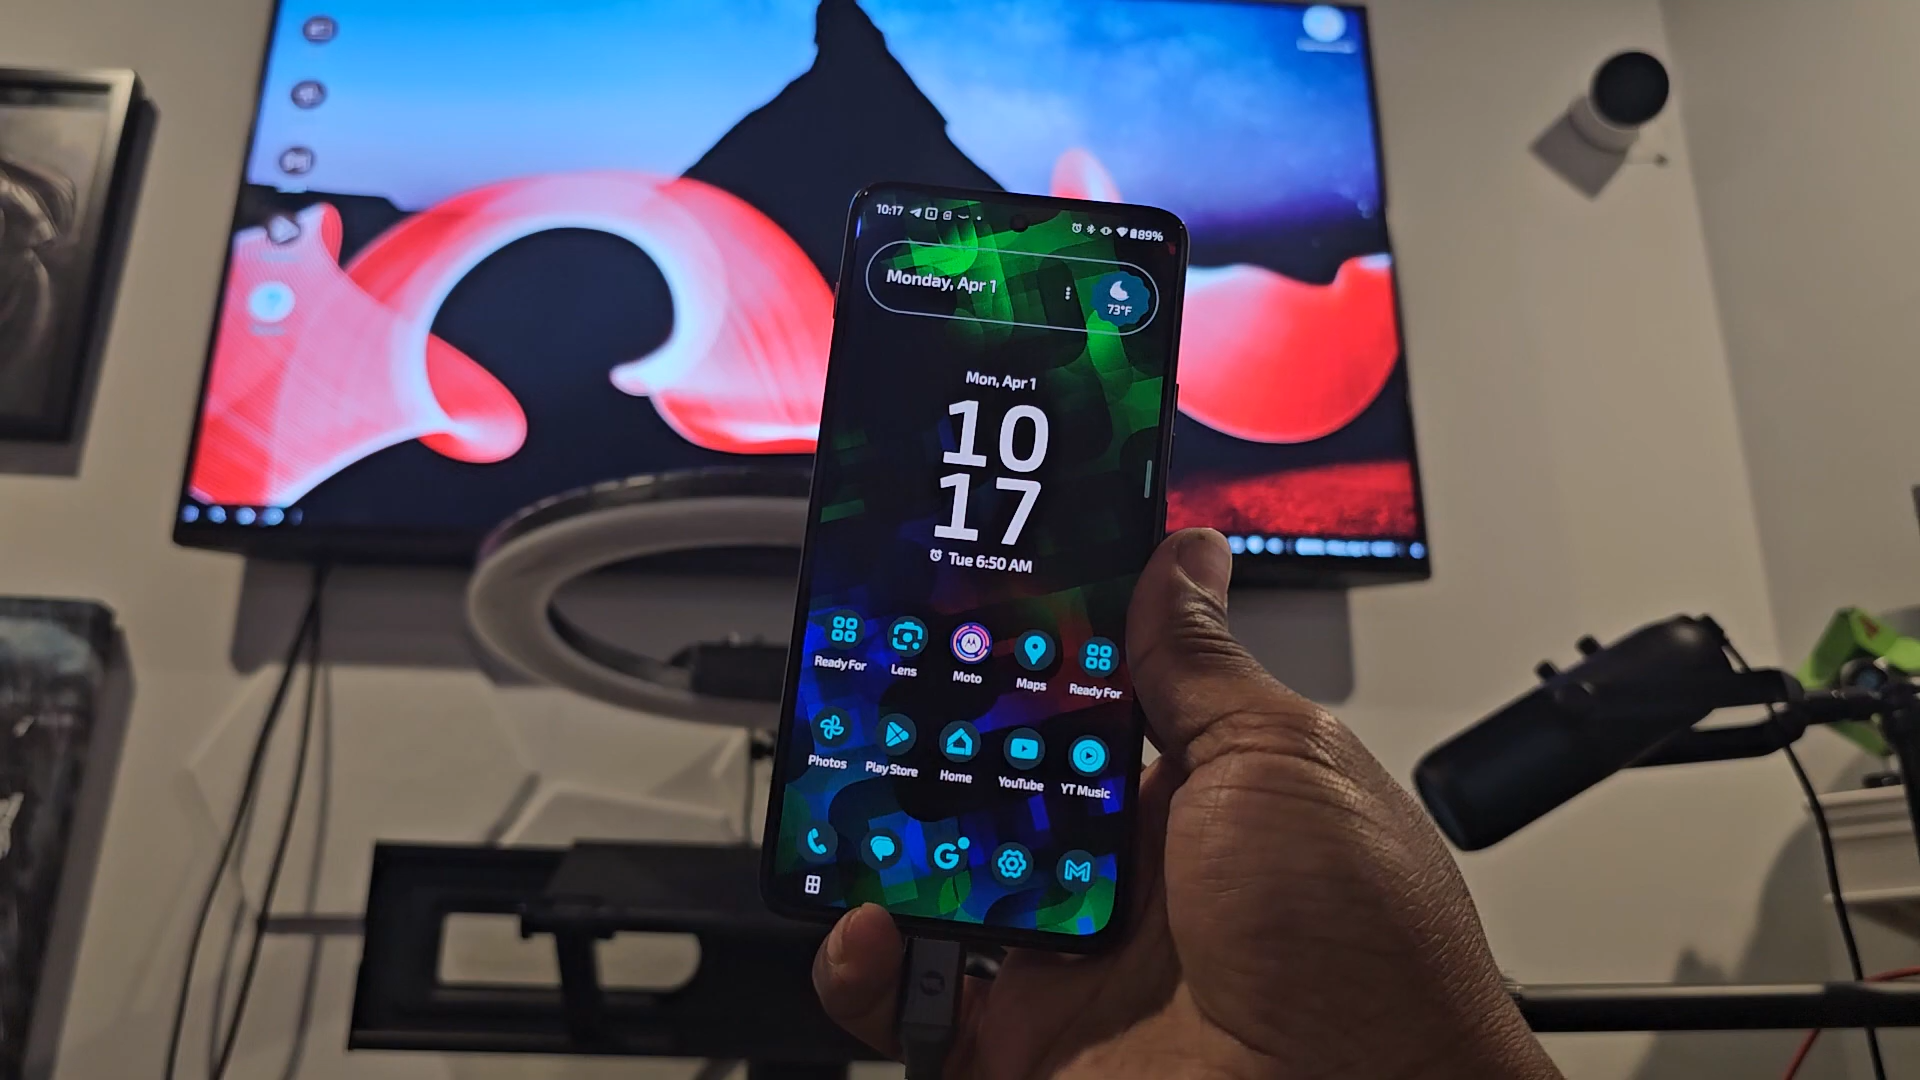 10:17
89%
Monday, Apr 1
73°F
Mon, Apr 1
10
17
Tue 6:50 AM
Ready For
Lens
Moto
Maps
Ready For
Photos
Play Store
Home
YouTube
YT Music